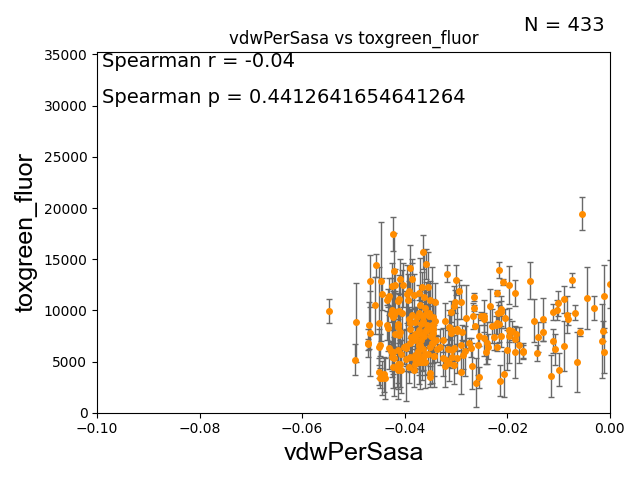 N = 433
vdwPerSasa vs toxgreen_fluor
Spearman r = -0.04
Spearman p = 0.4412641654641264
35000
30000
25000
20000
15000
10000
5000
0
toxgreen_fluor
−0.10 −0.08 −0.06 −0.04 −0.02 0.00
vdwPerSasa